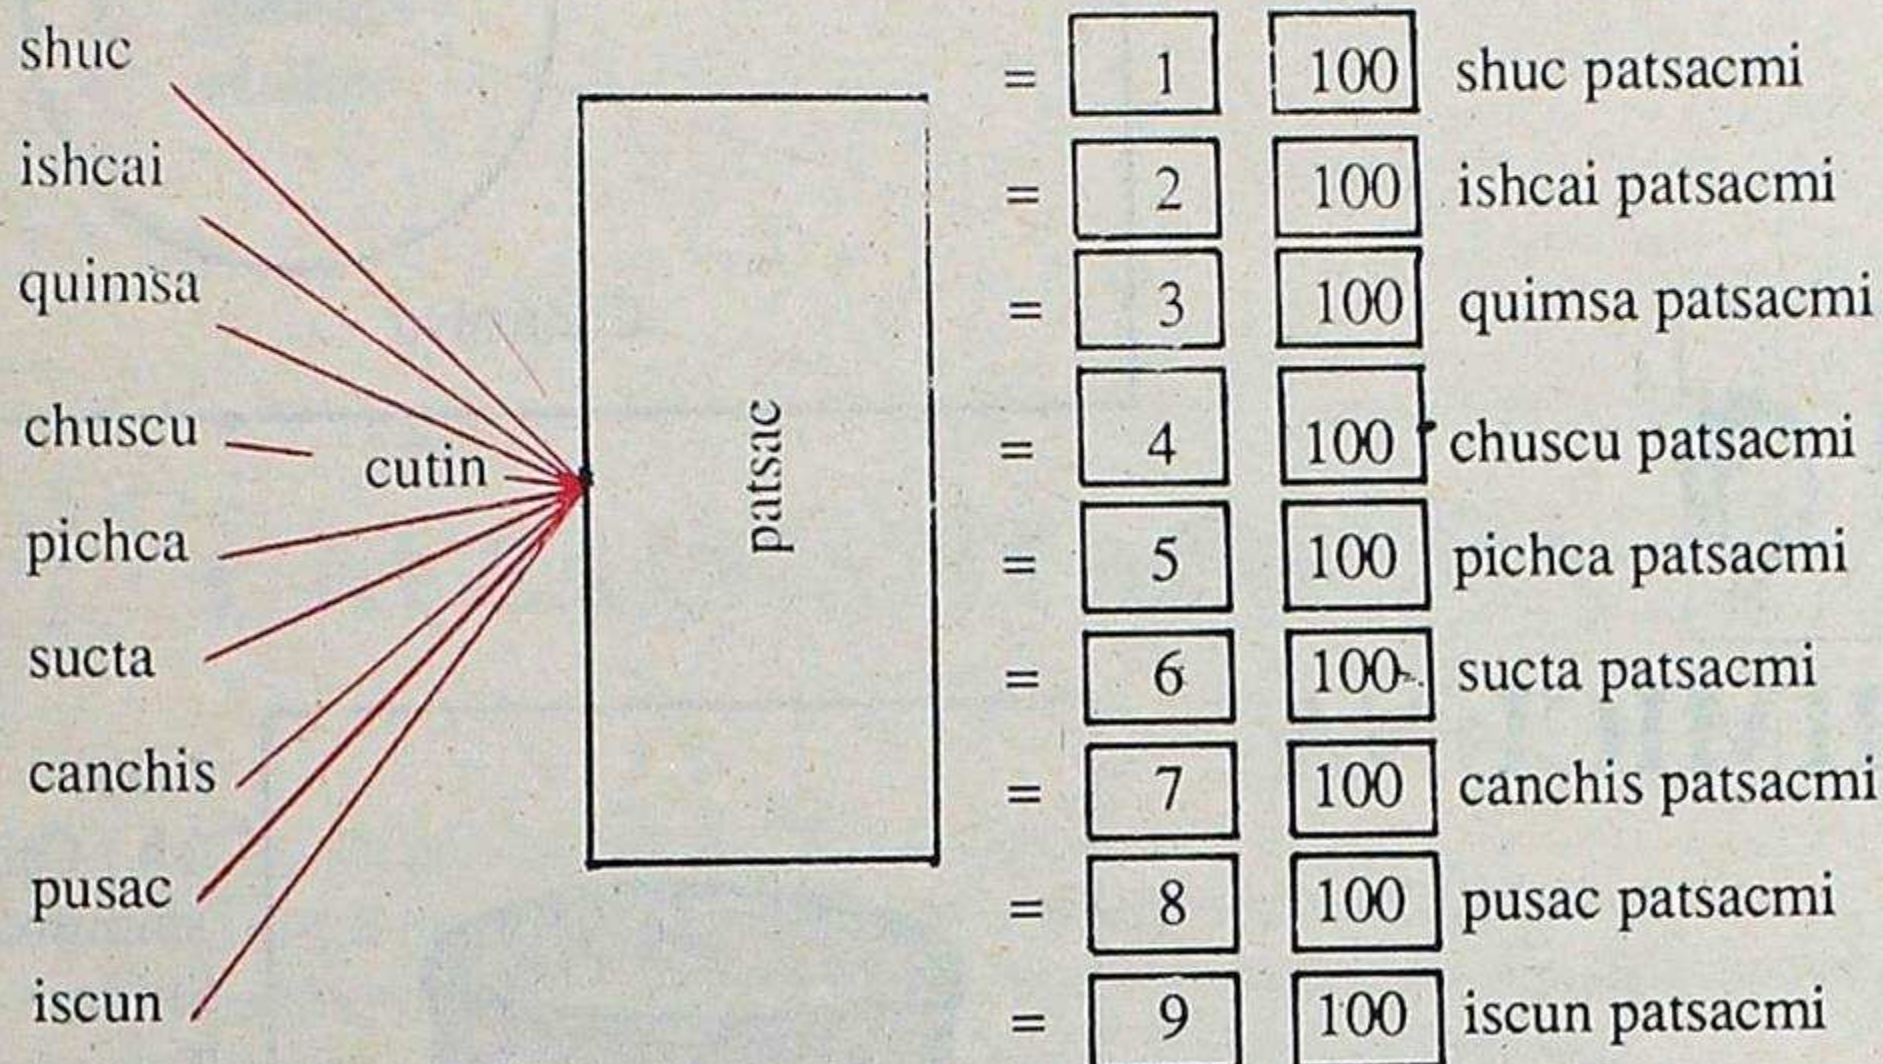 shuc = 1 100 shuc patsacmi
ishcai = 2 100 ishcai patsacmi
quimsa = 3 100 quimsa patsacmi
chuscu cutin patsac = 4 100 chuscu patsacmi
pichca = 5 100 pichca patsacmi
sucta = 6 100 sucta patsacmi
canchis = 7 100 canchis patsacmi
pusac = 8 100 pusac patsacmi
iscun = 9 100 iscun patsacmi